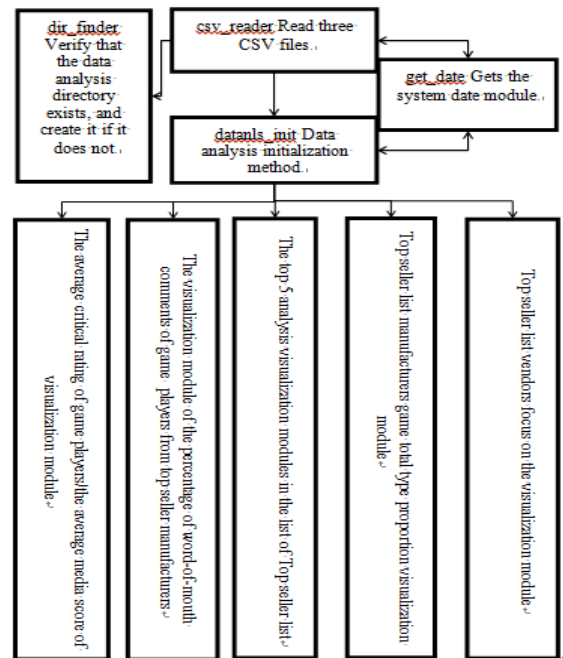 dir_finder
Verify that
the data
analysis
directory
exists, and
create it if it
does not.
csv_reader Read three
CSV files.
get_date Gets the
system date module.
datanls_init Data
analysis initialization
method.
The average critical rating of game players/the average media score of
visualization module
The visualization module of the percentage of word-of-mouth
comments of game players from top seller manufacturers
The top 5 analysis visualization modules in the list of Top seller list
Top seller list manufacturers game total type proportion visualization
module
Top seller list vendors focus on the visualization module